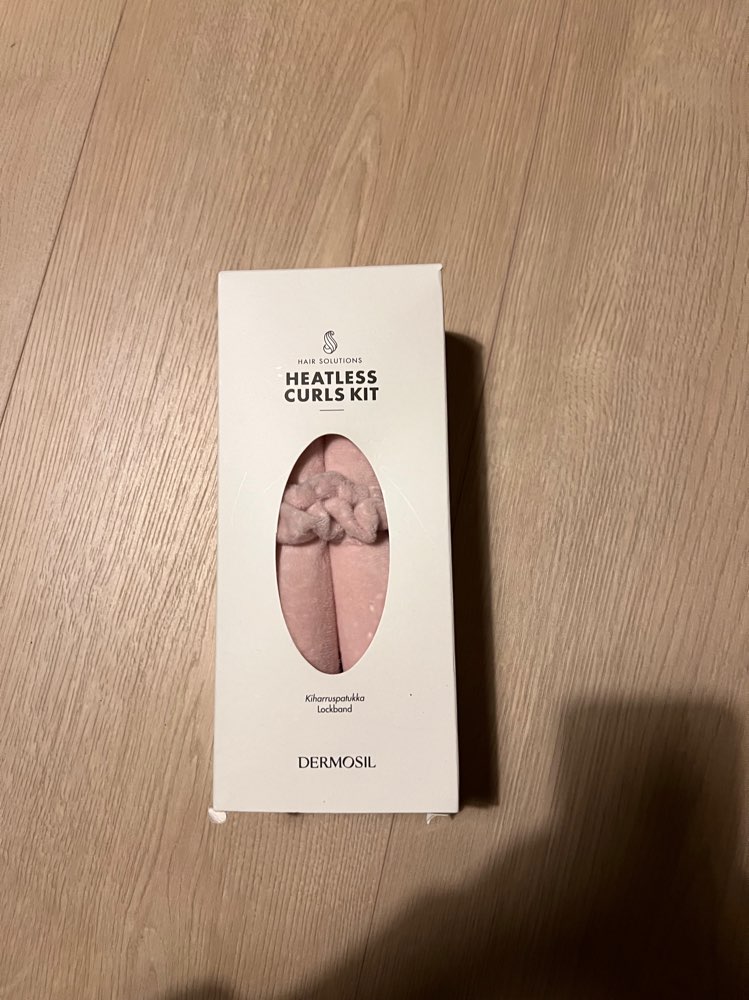 HAIR SOLUTIONS
HEATLESS
CURLS KIT
Kiharruspatukka
Lockband
DERMOSIL